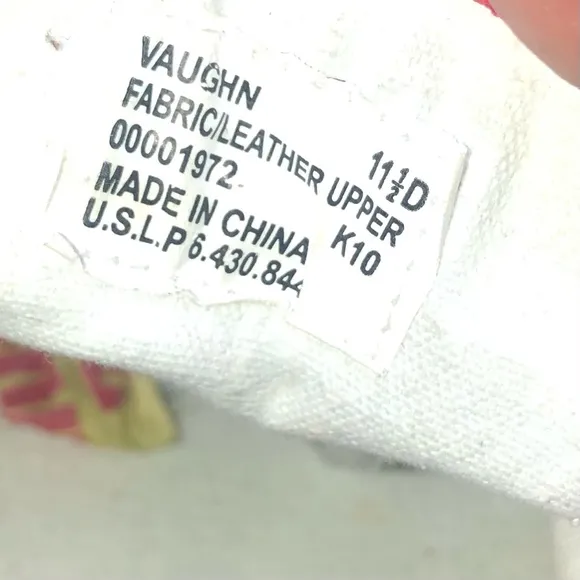 VAUGHN 11½D
FABRIC/LEATHER UPPER
00001972 K10
MADE IN CHINA
U.S.L.P 6.430.844